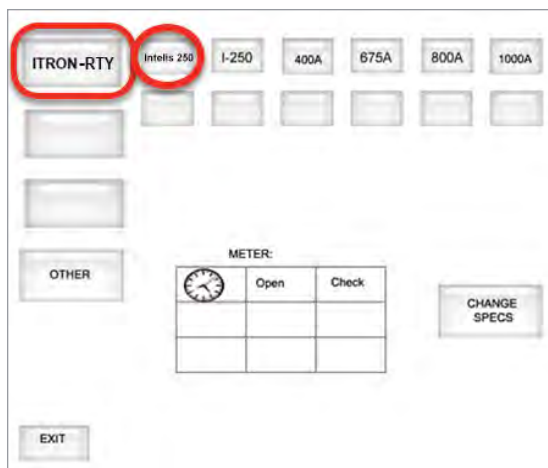 ITRON-RTY
Intelis 250
I-250
400A
675A
800A
1000A
OTHER
METER:
Open
Check
CHANGE
SPECS
EXIT